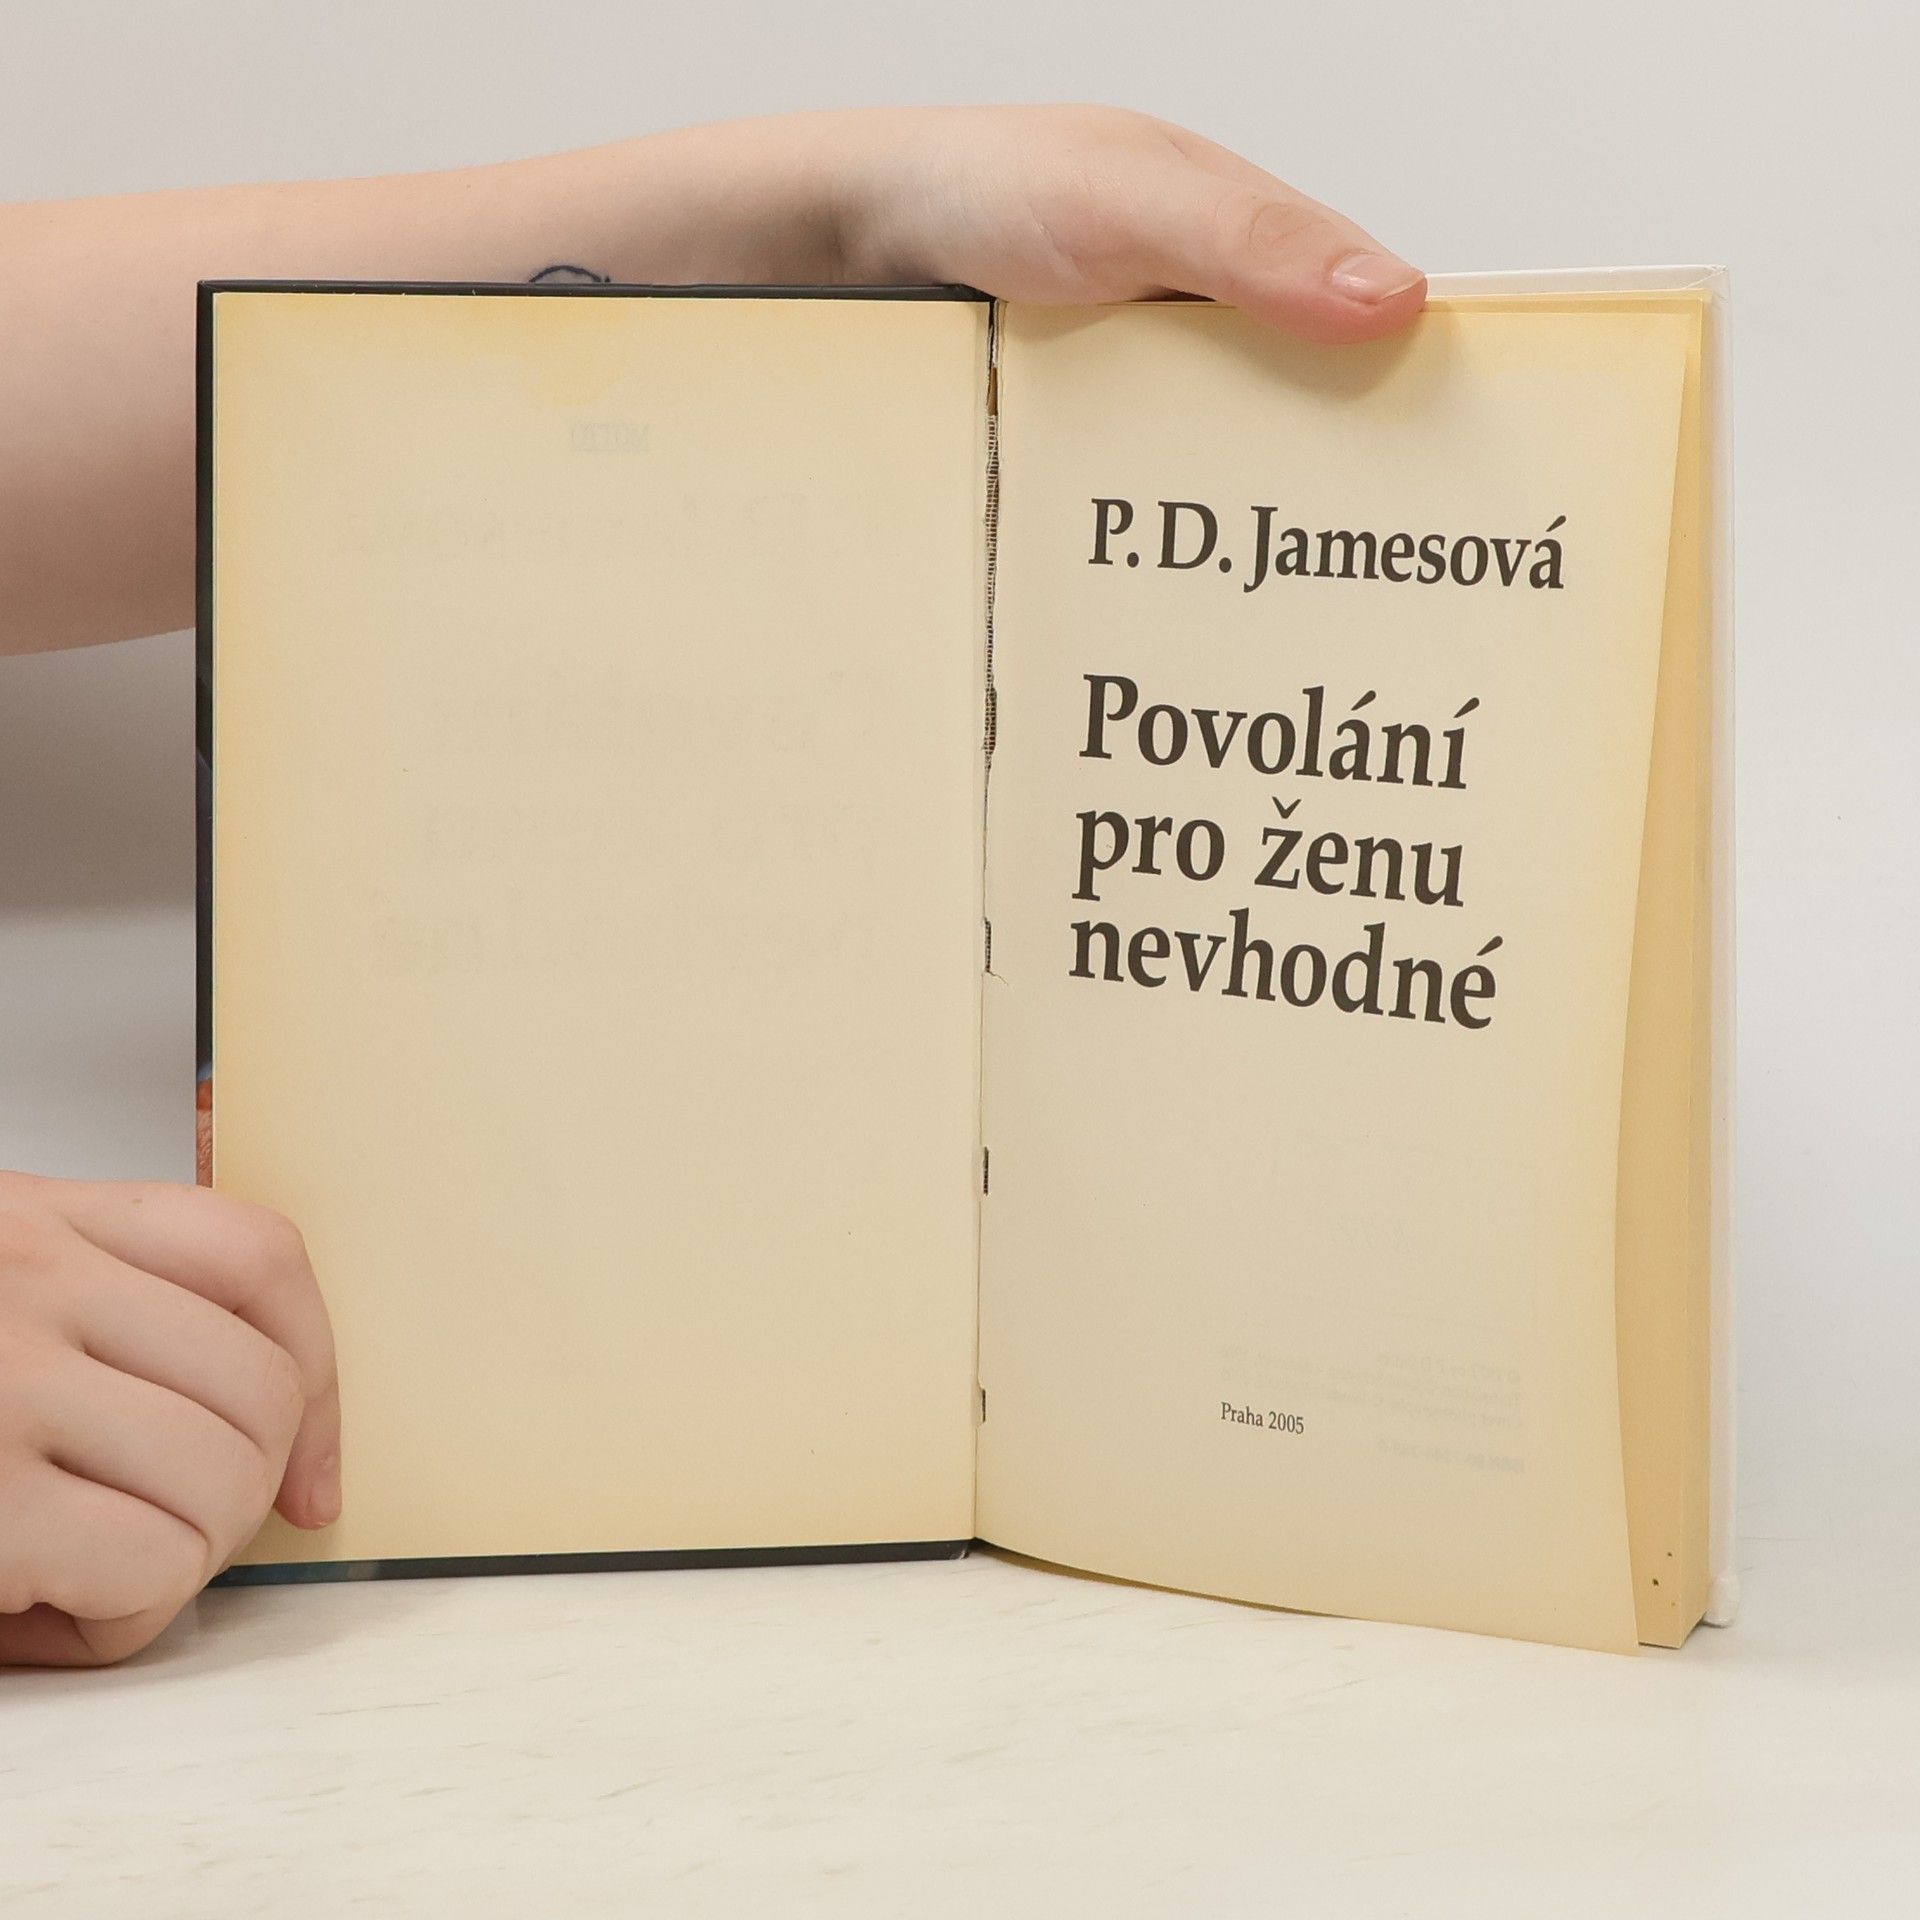 P. D. Jamesová
Povolání
pro ženu
nevhodné
Praha 2005